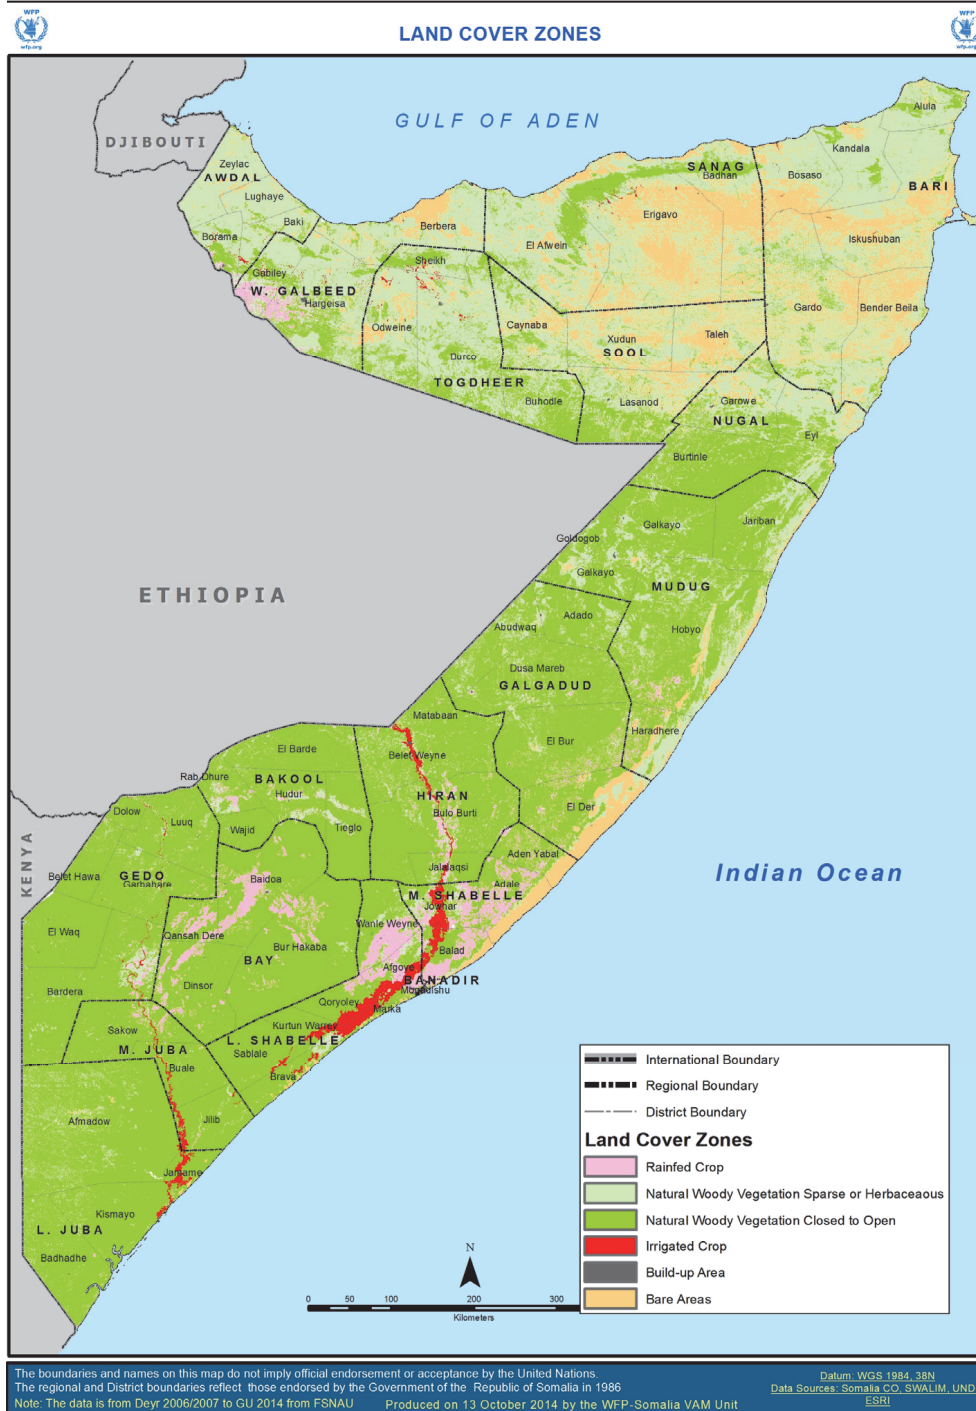 WFP
wfp.org
LAND COVER ZONES
WFP
wfp.org
GULF OF ADEN
DJIBOUTI
Alula
Kandala
Zeylac
AWDAL
SANAG
Badhan
Bosaso
BARI
Lughaye
Baki
Berbera
Erigavo
Borama
El Afwein
Iskushuban
Sheikh
Gabiley
W. GALBEED
Hargeisa
Gardo
Bender Beila
Odweine
Caynaba
Xudun
Taleh
SOOL
Durco
TOGDHEER
Buhodle
Lasanod
Garowe
NUGAL
Eyl
Burtinle
Galkayo
Jariban
Goldogob
Galkayo
ETHIOPIA
MUDUG
Adado
Abudwaq
Hobyo
Dusa Mareb
GALGADUD
Matabaan
Haradhere
El Bur
El Barde
Belet Weyne
Rab Dhure
BAKOOL
Hudur
HIRAN
El Der
Dolow
Luuq
Wajid
Tieglo
Bulo Burti
KENYA
Aden Yabal
Jalalaqsi
Indian Ocean
Belet Hawa
GEDO
Garbahare
Baidoa
Adale
M. SHABELLE
Jowhar
El Waq
Qansah Dere
Wanle Weyne
Bur Hakaba
BAY
Balad
Afgoye
BANADIR
Mogadishu
Bardera
Dinsor
Qoryoley
Marka
Sakow
Kurtun Warrey
L. SHABELLE
M. JUBA
Sablale
Buale
Brava
Afmadow
Jilib
Jamame
Kismayo
L. JUBA
Badhadhe
International Boundary
Regional Boundary
District Boundary
Land Cover Zones
Rainfed Crop
Natural Woody Vegetation Sparse or Herbaceaous
Natural Woody Vegetation Closed to Open
Irrigated Crop
Build-up Area
Bare Areas
N
0 50 100 200 300
Kilometers
The boundaries and names on this map do not imply official endorsement or acceptance by the United Nations.
The regional and District boundaries reflect those endorsed by the Government of the Republic of Somalia in 1986
Note: The data is from Deyr 2006/2007 to GU 2014 from FSNAU Produced on 13 October 2014 by the WFP-Somalia VAM Unit
Datum: WGS 1984, 38N
Data Sources: Somalia CO, SWALIM, UND
ESRI